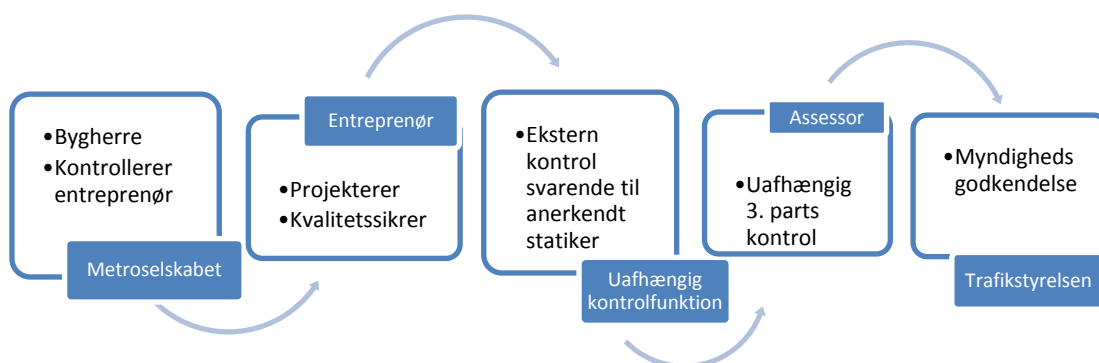 •Bygherre
•Kontrollerer
entreprenør
Metroselskabet
Entreprenør
•Projekterer
•Kvalitetssikrer
•Ekstern
kontrol
svarende til
anerkendt
statiker
Uafhængig
kontrolfunktion
Assessor
•Uafhængig
3. parts
kontrol
•Myndigheds
godkendelse
Trafikstyrelsen